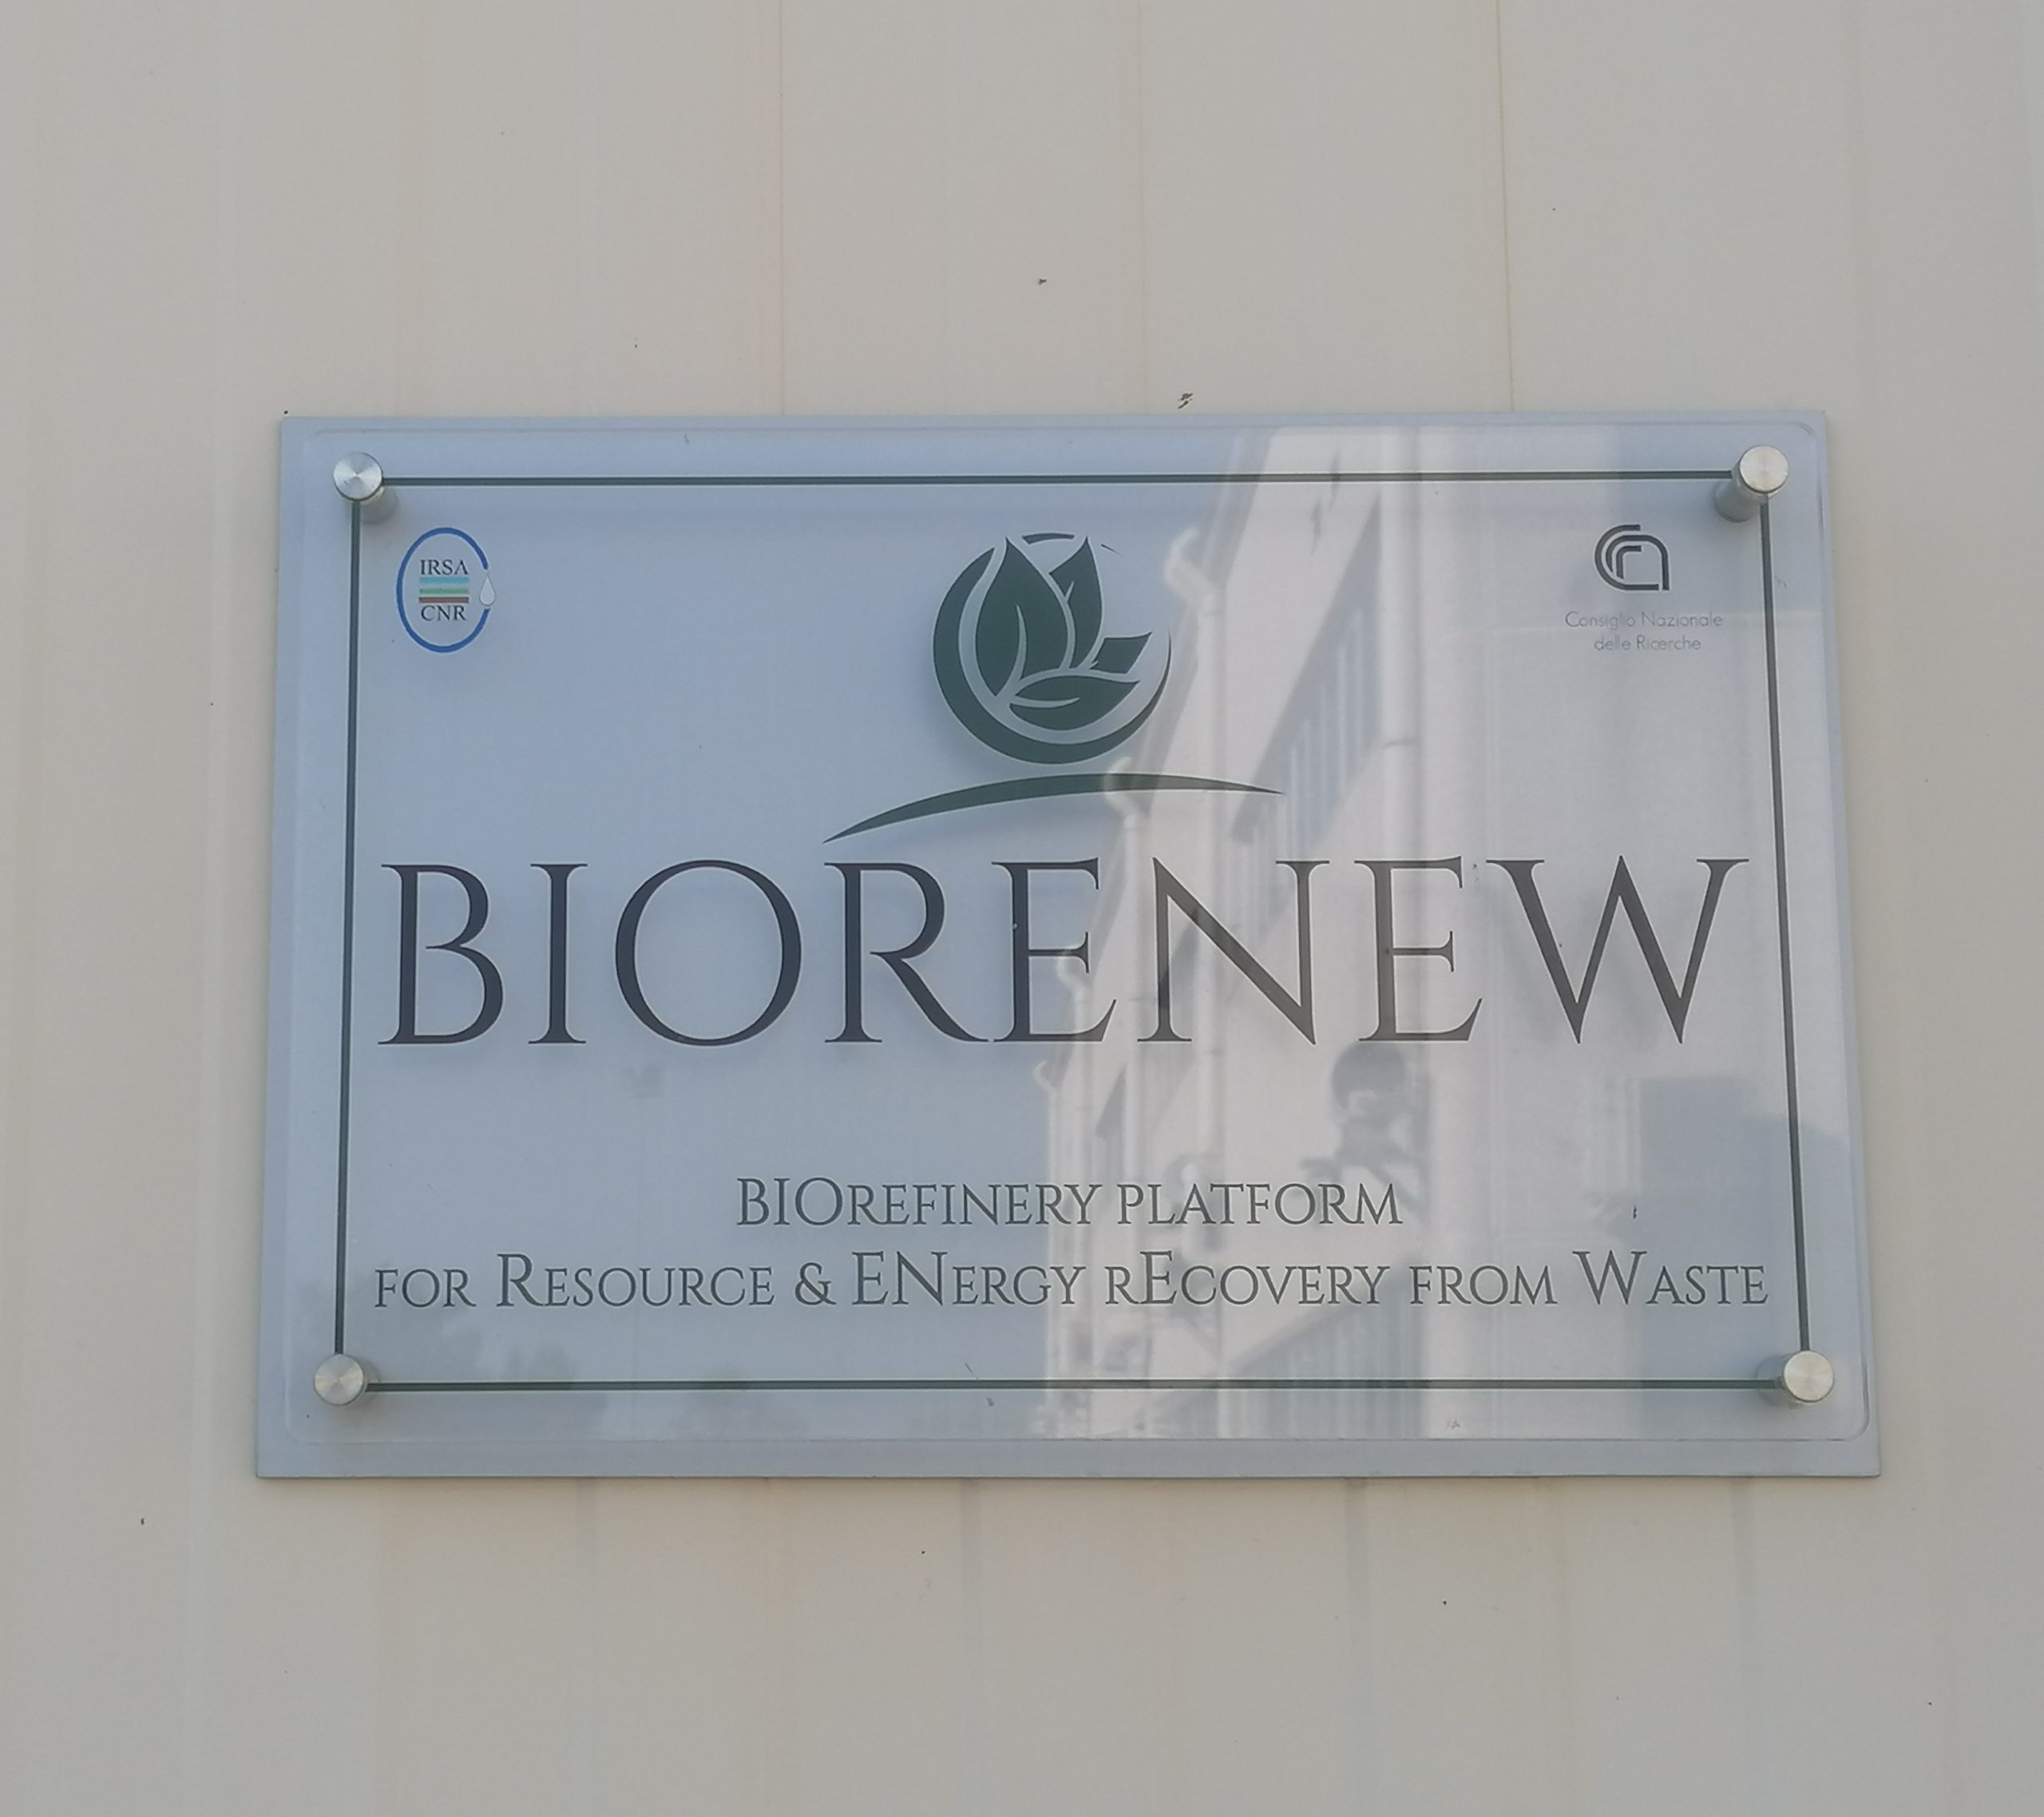 IRSA
CNR
Consiglio Nazionale
delle Ricerche
BIORENEW
BIOREFINERY PLATFORM
FOR RESOURCE & ENERGY RECOVERY FROM WASTE